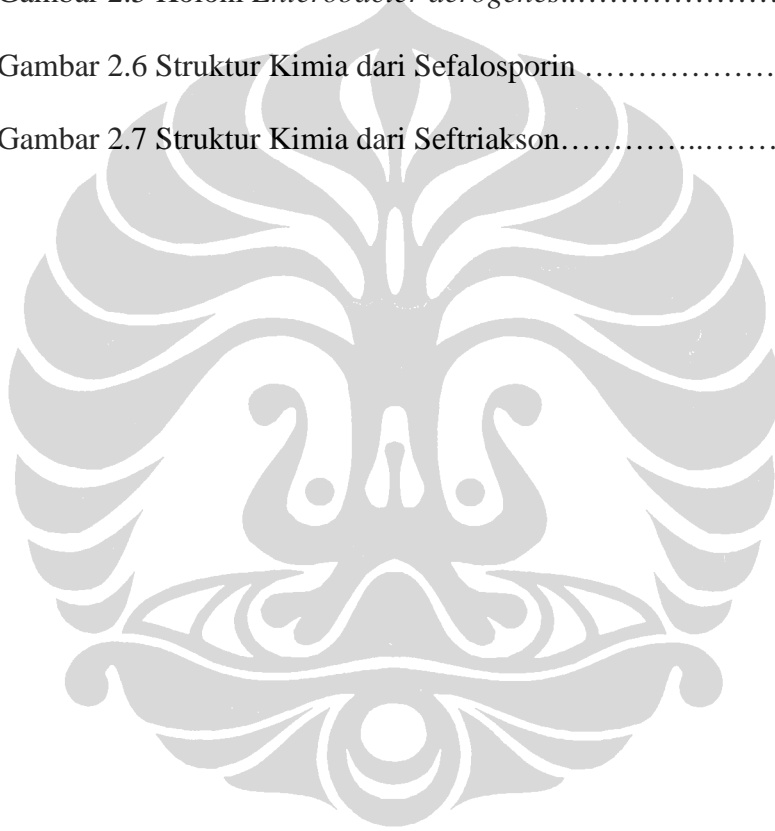 Gambar 2.5 Koloni Enterobacter aerogenes..………………
Gambar 2.6 Struktur Kimia dari Sefalosporin …………………
Gambar 2.7 Struktur Kimia dari Seftriakson…………..……